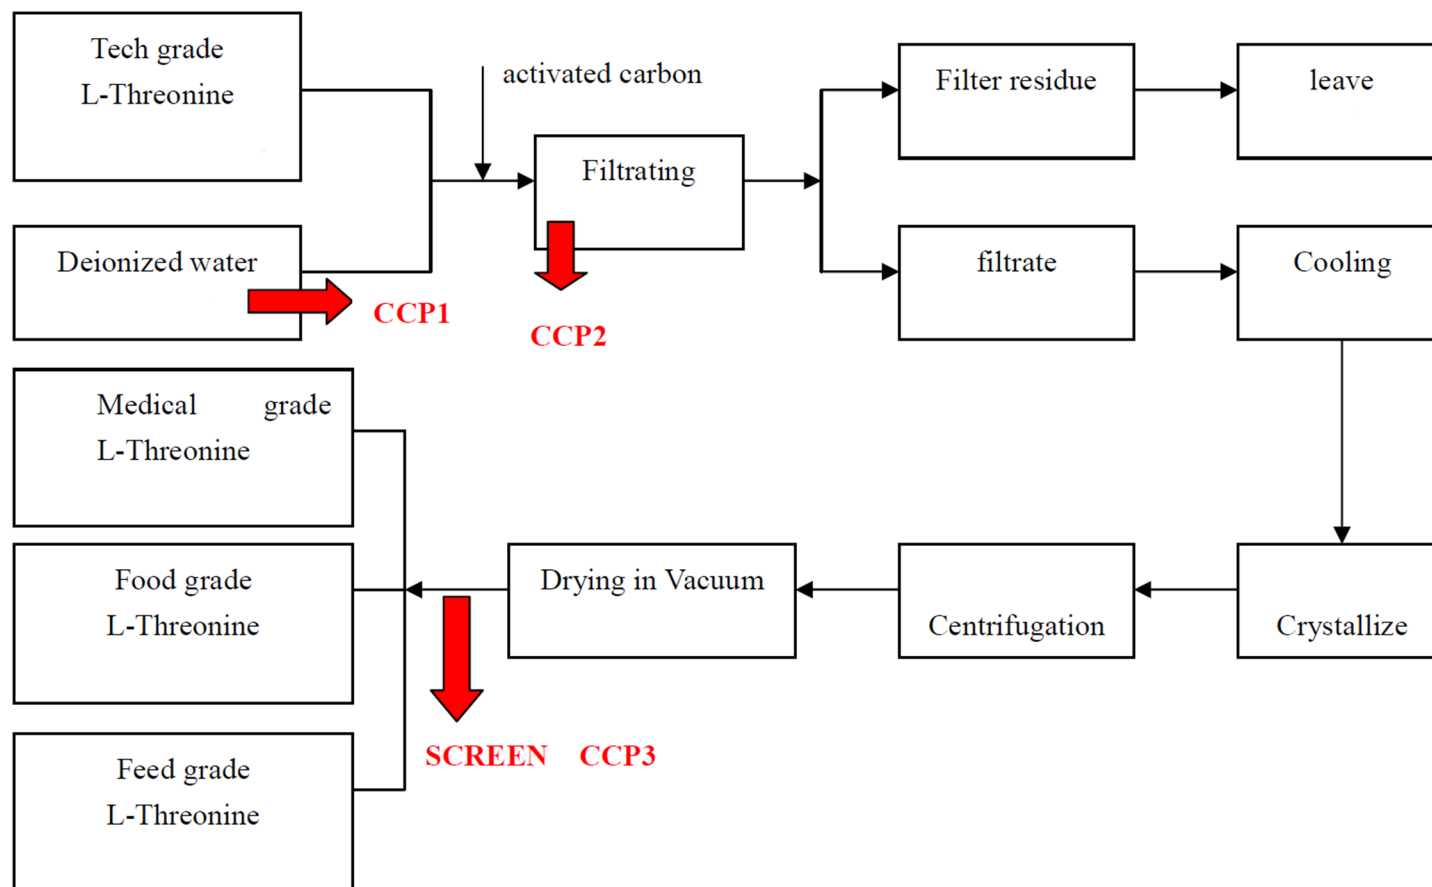 Tech grade
L-Threonine
activated carbon
Filtrating
Filter residue
leave
Deionized water
CCP1
CCP2
filtrate
Cooling
Medical grade
L-Threonine
Food grade
L-Threonine
Drying in Vacuum
Centrifugation
Crystallize
SCREEN CCP3
Feed grade
L-Threonine